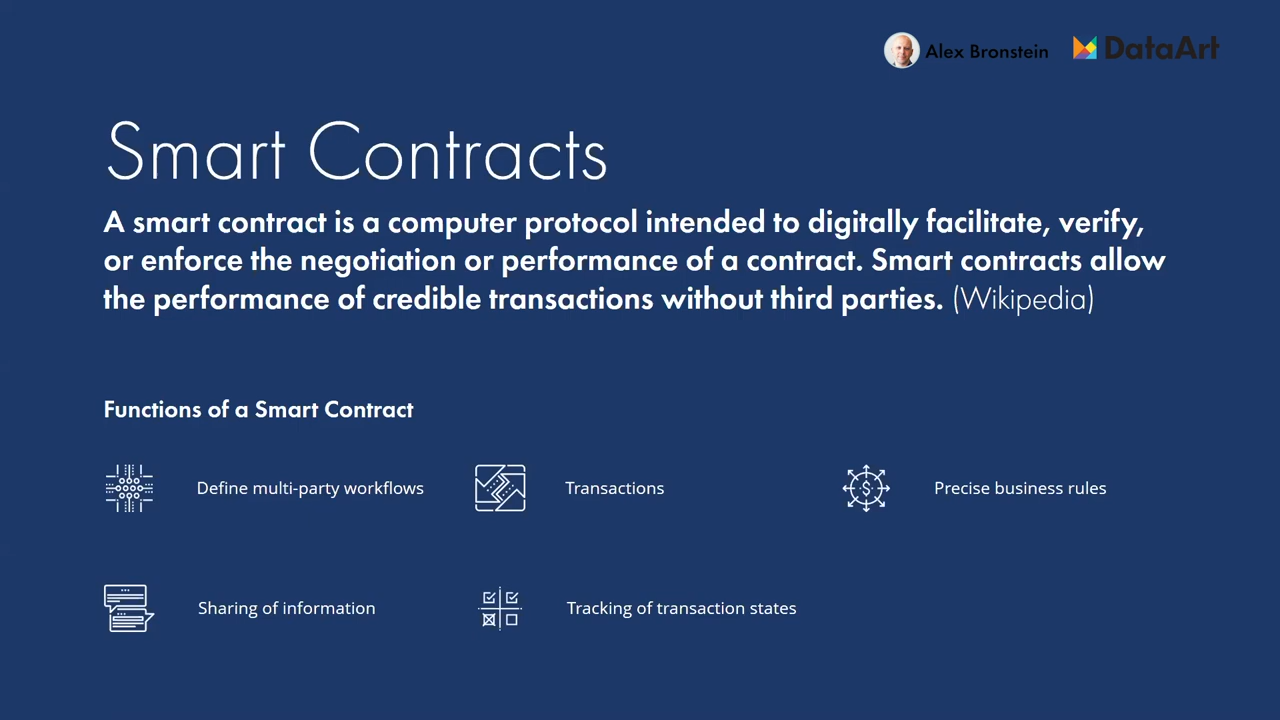 Alex Bronstein DataArt
Smart Contracts
A smart contract is a computer protocol intended to digitally facilitate, verify,
or enforce the negotiation or performance of a contract. Smart contracts allow
the performance of credible transactions without third parties. (Wikipedia)
Functions of a Smart Contract
Define multi-party workflows
Transactions
Precise business rules
Sharing of information
Tracking of transaction states